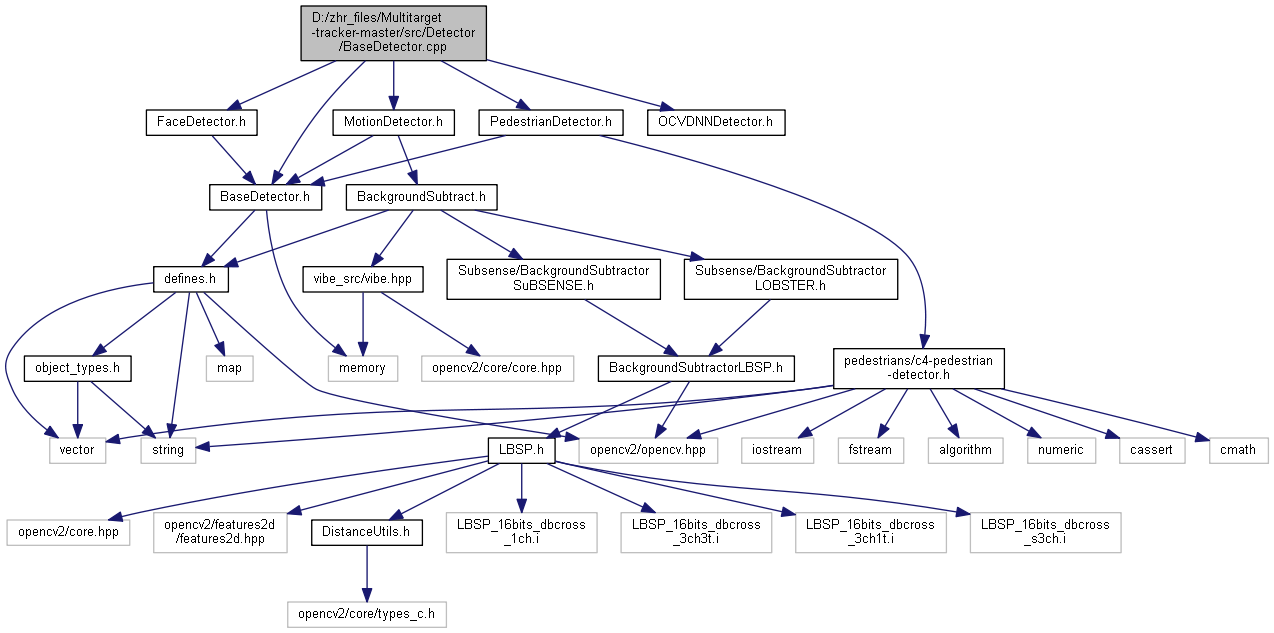 D:/zhr_files/Multitarget
-tracker-master/src/Detector
/BaseDetector.cpp
FaceDetector.h
MotionDetector.h
PedestrianDetector.h
OCVDNNDetector.h
BaseDetector.h
BackgroundSubtract.h
defines.h
vibe_src/vibe.hpp
Subsense/BackgroundSubtractor
SuBSENSE.h
Subsense/BackgroundSubtractor
LOBSTER.h
object_types.h
map
memory
opencv2/core/core.hpp
BackgroundSubtractorLBSP.h
pedestrians/c4-pedestrian
-detector.h
vector
string
LBSP.h
opencv2/opencv.hpp
iostream
fstream
algorithm
numeric
cassert
cmath
opencv2/core.hpp
opencv2/features2d
/features2d.hpp
DistanceUtils.h
LBSP_16bits_dbcross
_1ch.i
LBSP_16bits_dbcross
_3ch3t.i
LBSP_16bits_dbcross
_3ch1t.i
LBSP_16bits_dbcross
_s3ch.i
opencv2/core/types_c.h